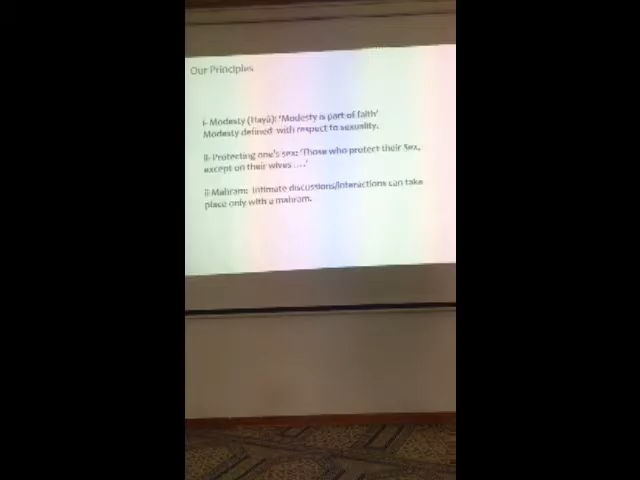 Our Principles
i- Modesty (Hayâ): 'Modesty is part of faith'
Modesty defined with respect to sexuality.
ii- Protecting one's sex: 'Those who protect their Sex,
except on their wives ....'
ii Mahram: Intimate discussions/interactions can take
place only with a mahram.